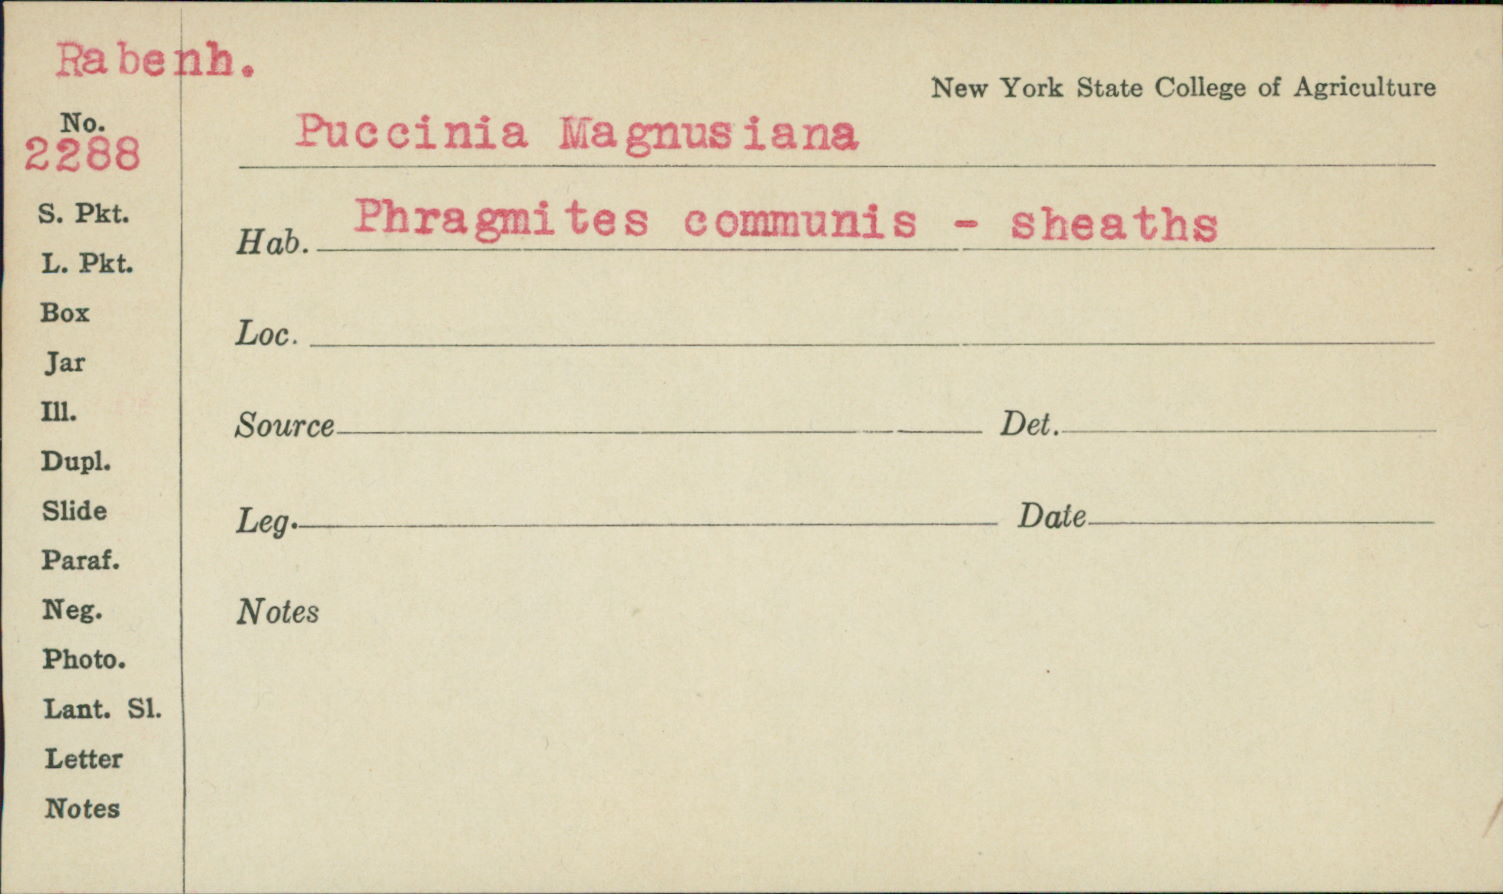 Rabenh.
New York State College of Agriculture
No.
2288
Puccinia Magnusiana
S. Pkt.
Hab. Phragmites communis - sheaths
L. Pkt.
Box
Loc.
Jar
Ill.
Source Det.
Dupl.
Slide
Leg. Date
Paraf.
Neg.
Notes
Photo.
Lant. Sl.
Letter
Notes